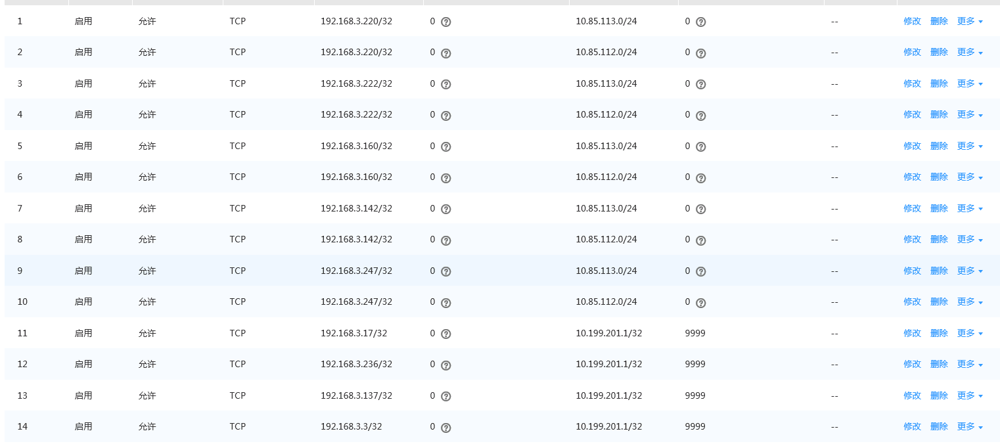 1 启用 允许 TCP 192.168.3.220/32 0 ? 10.85.113.0/24 0 ? -- 修改 删除 更多
2 启用 允许 TCP 192.168.3.220/32 0 ? 10.85.112.0/24 0 ? -- 修改 删除 更多
3 启用 允许 TCP 192.168.3.222/32 0 ? 10.85.113.0/24 0 ? -- 修改 删除 更多
4 启用 允许 TCP 192.168.3.222/32 0 ? 10.85.112.0/24 0 ? -- 修改 删除 更多
5 启用 允许 TCP 192.168.3.160/32 0 ? 10.85.113.0/24 0 ? -- 修改 删除 更多
6 启用 允许 TCP 192.168.3.160/32 0 ? 10.85.112.0/24 0 ? -- 修改 删除 更多
7 启用 允许 TCP 192.168.3.142/32 0 ? 10.85.113.0/24 0 ? -- 修改 删除 更多
8 启用 允许 TCP 192.168.3.142/32 0 ? 10.85.112.0/24 0 ? -- 修改 删除 更多
9 启用 允许 TCP 192.168.3.247/32 0 ? 10.85.113.0/24 0 ? -- 修改 删除 更多
10 启用 允许 TCP 192.168.3.247/32 0 ? 10.85.112.0/24 0 ? -- 修改 删除 更多
11 启用 允许 TCP 192.168.3.17/32 0 ? 10.199.201.1/32 9999 -- 修改 删除 更多
12 启用 允许 TCP 192.168.3.236/32 0 ? 10.199.201.1/32 9999 -- 修改 删除 更多
13 启用 允许 TCP 192.168.3.137/32 0 ? 10.199.201.1/32 9999 -- 修改 删除 更多
14 启用 允许 TCP 192.168.3.3/32 0 ? 10.199.201.1/32 9999 -- 修改 删除 更多